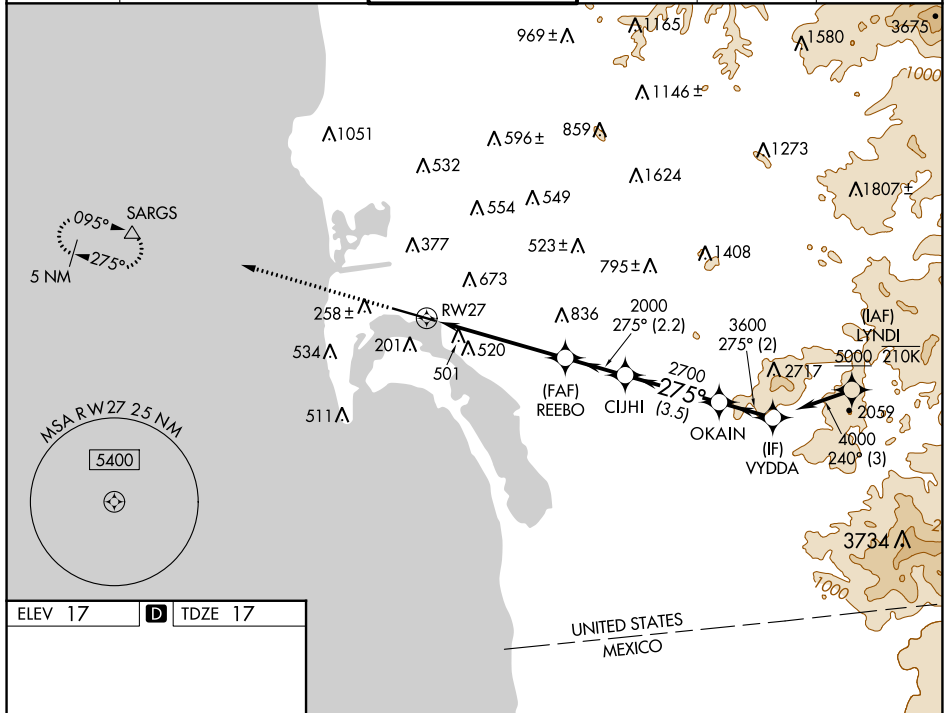 969 ±
1165
1580
3675
1000
1146 ±
1051
596 ±
859
532
1273
1624
1807 ±
549
554
095°
SARGS
275°
5 NM
377
523 ±
795 ±
1408
673
258 ±
RW27
836
2000
275° (2.2)
3600
275° (2)
(IAF)
LYNDI
5000 210K
534
201
501
520
2717
2700
275°
(3.5)
(FAF)
REEBO
CIJHI
OKAIN
(IF)
VYDDA
2059
4000
240° (3)
511
MSA RW27 25 NM
5400
3734
1000
ELEV 17
D
TDZE 17
UNITED STATES
MEXICO